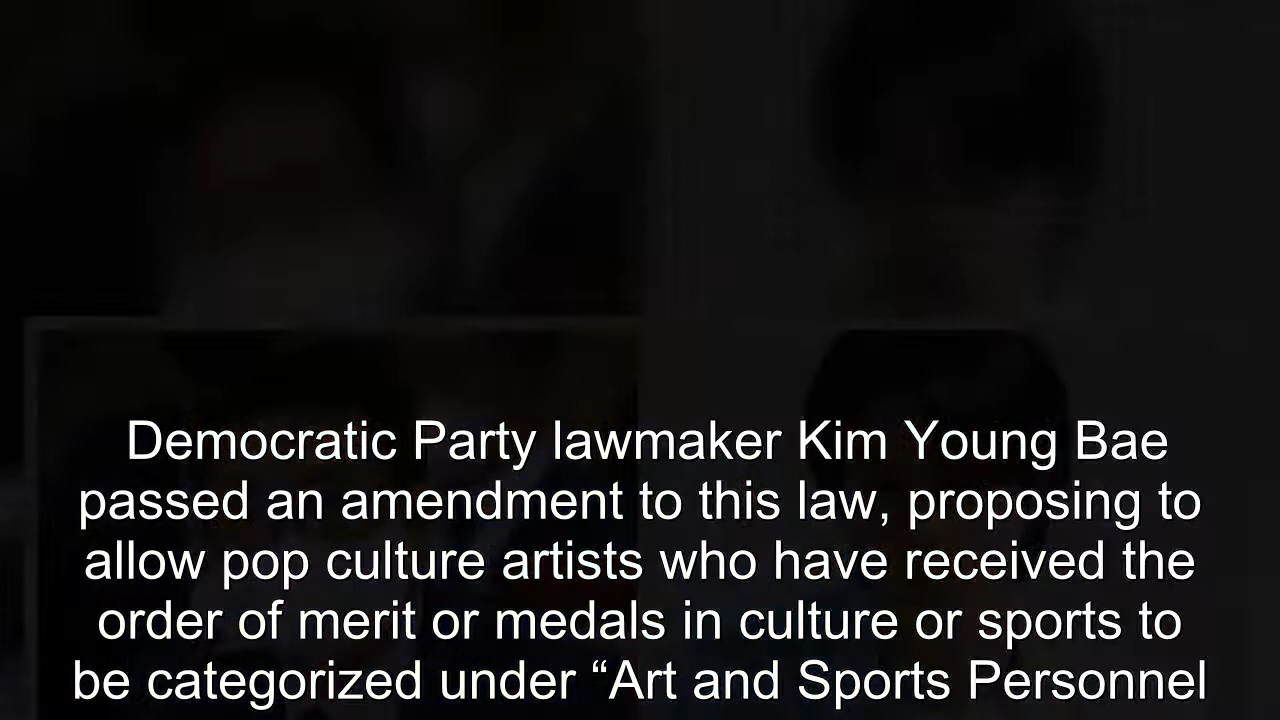 Democratic Party lawmaker Kim Young Bae
passed an amendment to this law, proposing to
allow pop culture artists who have received the
order of merit or medals in culture or sports to
be categorized under “Art and Sports Personnel